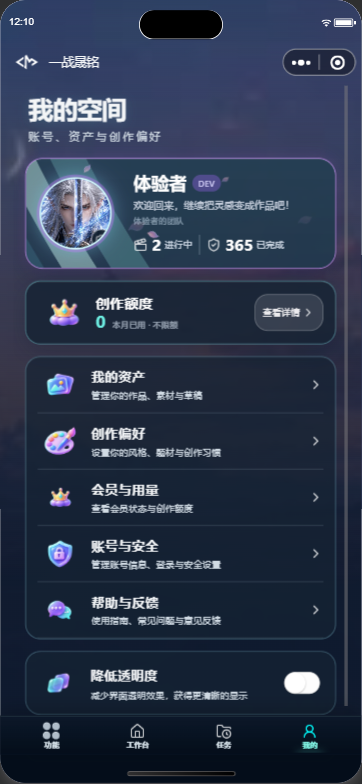 12:10
一战晟铭
我的空间
账号、资产与创作偏好
体验者 DEV
欢迎回来，继续把灵感变成作品吧！
体验者的团队
2 进行中 365 已完成
创作额度
0 本月已用 · 不限额
查看详情
我的资产
管理你的作品、素材与草稿
创作偏好
设置你的风格、题材与创作习惯
会员与用量
查看会员状态与创作额度
账号与安全
管理账号信息、登录与安全设置
帮助与反馈
使用指南、常见问题与意见反馈
降低透明度
减少界面透明效果，获得更清晰的显示
功能 工作台 任务 我的